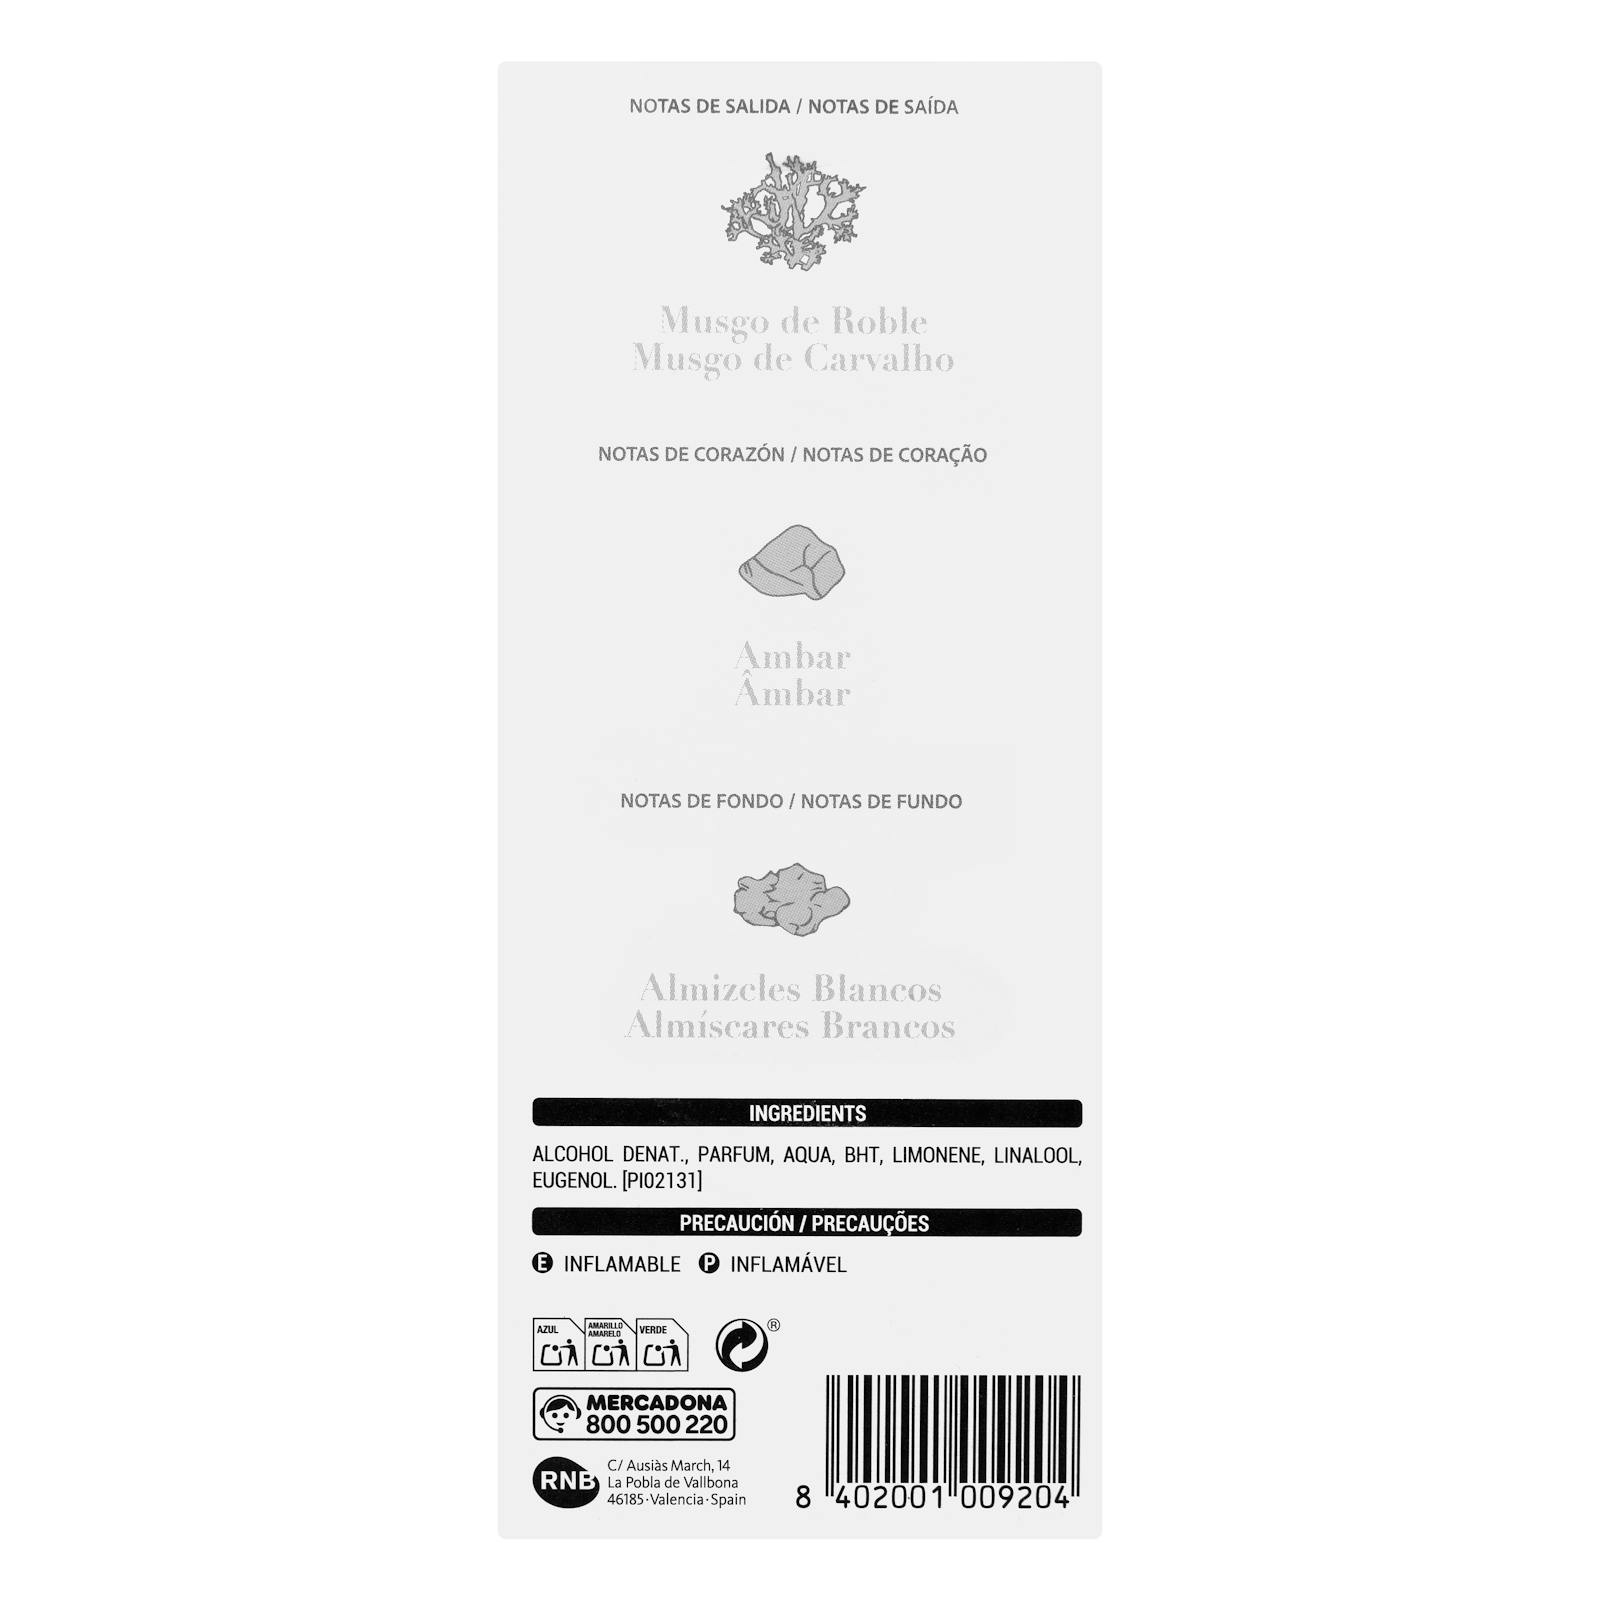 NOTAS DE SALIDA / NOTAS DE SAÍDA
Musgo de Roble
Musgo de Carvalho
NOTAS DE CORAZÓN / NOTAS DE CORAÇÃO
Ambar
Âmbar
NOTAS DE FONDO / NOTAS DE FUNDO
Almizcles Blancos
Almíscares Brancos
INGREDIENTS
ALCOHOL DENAT., PARFUM, AQUA, BHT, LIMONENE, LINALOOL,
EUGENOL. [PI02131]
PRECAUCIÓN / PRECAUÇÕES
E INFLAMABLE P INFLAMÁVEL
AZUL
AMARILLO
AMARELO
VERDE
®
MERCADONA
800 500 220
RNB
C/ Ausiàs March, 14
La Pobla de Vallbona
46185·Valencia·Spain
8 402001 009204